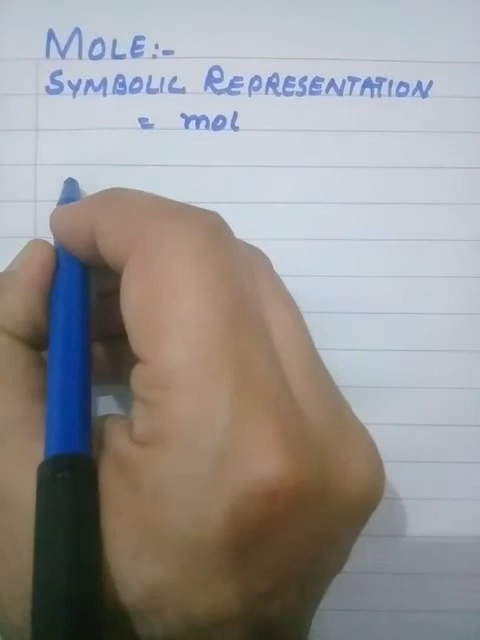 MOLE:-
SYMBOLIC REPRESENTATION
= mol